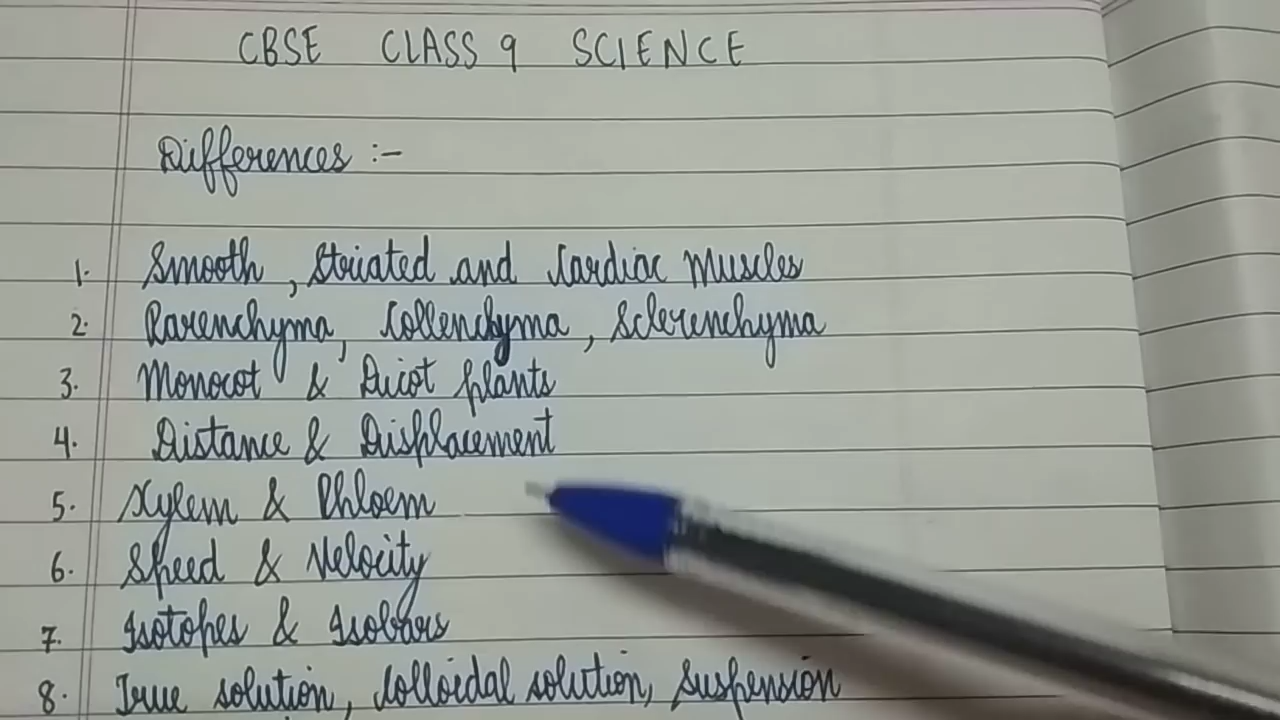 CBSE CLASS 9 SCIENCE
Differences :-
1. Smooth, Striated and Cardiac Muscles
2. Parenchyma, Collenchyma, Sclerenchyma
3. Monocot & Dicot plants
4. Distance & Displacement
5. Xylem & Phloem
6. Speed & Velocity
7. Isotopes & Isobars
8. True solution, Colloidal solution, Suspension